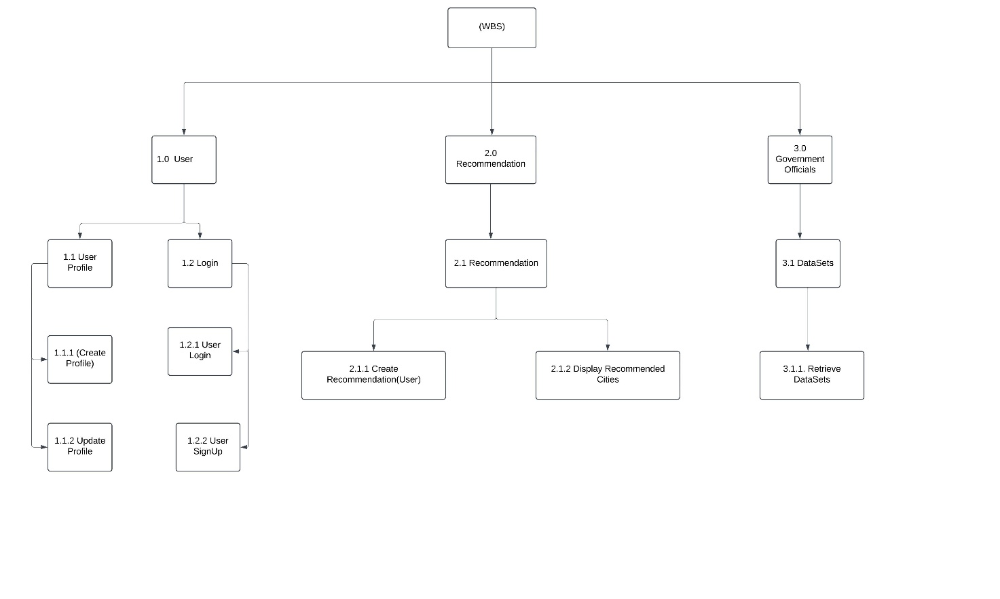 (WBS)
1.0  User
2.0
Recommendation
3.0
Government
Officials
1.1 User
Profile
1.2 Login
2.1 Recommendation
3.1 DataSets
1.1.1 (Create
Profile)
1.2.1 User
Login
2.1.1 Create
Recommendation(User)
2.1.2 Display Recommended
Cities
3.1.1. Retrieve
DataSets
1.1.2 Update
Profile
1.2.2 User
SignUp